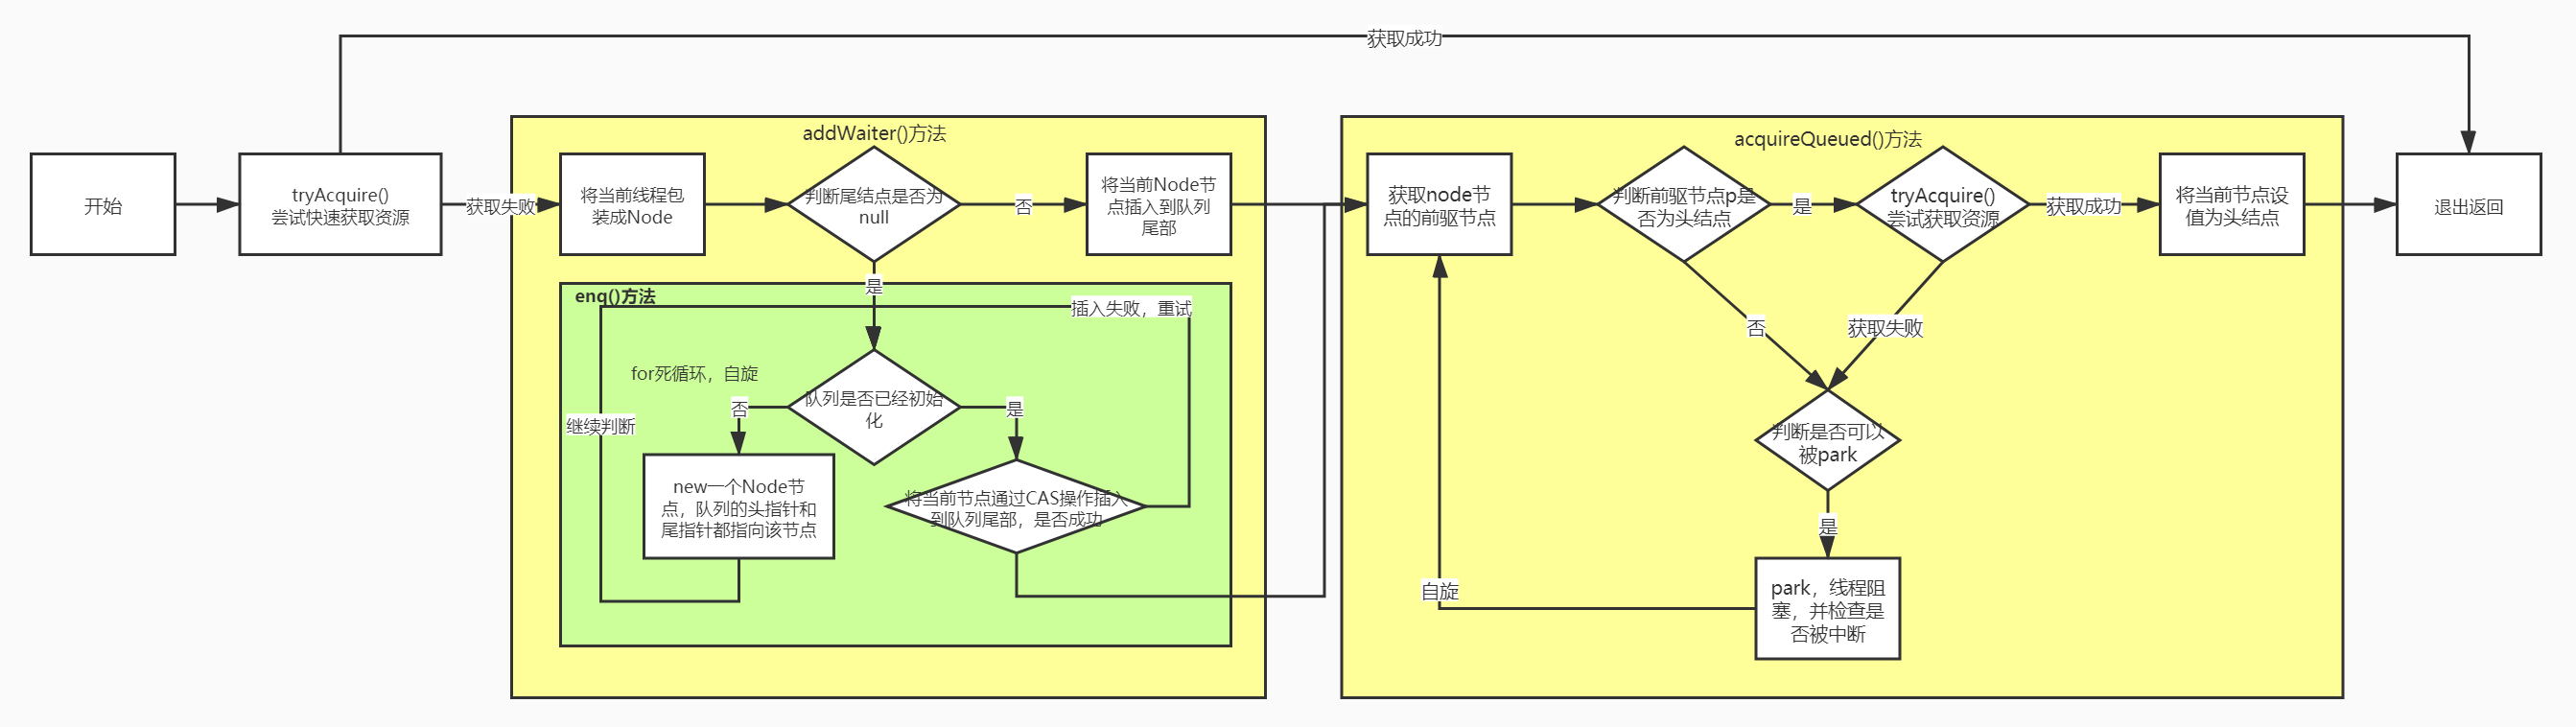 获取成功
开始
tryAcquire()
尝试快速获取资源
获取失败
addWaiter()方法
将当前线程包
装成Node
判断尾结点是否为
null
否
将当前Node节
点插入到队列
尾部
是
enq()方法
插入失败，重试
for死循环，自旋
继续判断
队列是否已经初始
化
否
是
new一个Node节
点，队列的头指针和
尾指针都指向该节点
将当前节点通过CAS操作插入
到队列尾部，是否成功
acquireQueued()方法
获取node节
点的前驱节点
判断前驱节点p是
否为头结点
是
tryAcquire()
尝试获取资源
获取成功
将当前节点设
值为头结点
否
获取失败
判断是否可以
被park
是
park，线程阻
塞，并检查是
否被中断
自旋
退出返回